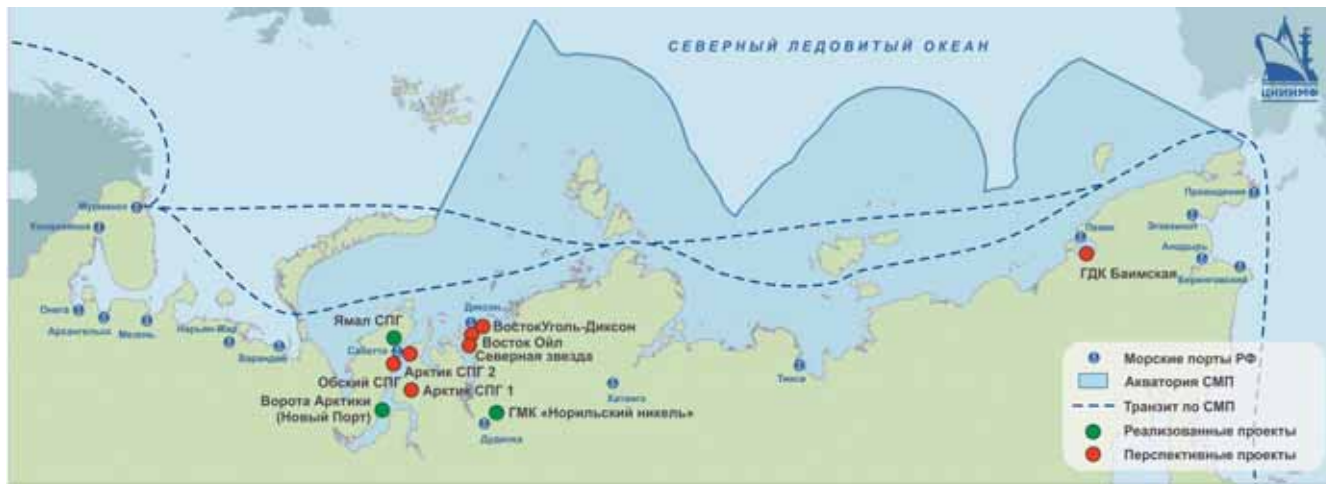 СЕВЕРНЫЙ ЛЕДОВИТЫЙ ОКЕАН
ЦНИИМФ
Мурманск
Кандалакша
Онега
Архангельск
Мезень
Нарьян-Мар
Варандей
Ямал СПГ
Сабетта
Обский СПГ
Арктик СПГ 2
Арктик СПГ 1
Ворота Арктики
(Новый Порт)
Диксон
ВостокУголь-Диксон
Восток Ойл
Северная звезда
ГМК «Норильский никель»
Дудинка
Хатанга
Тикси
Певек
ГДК Баимская
Провидения
Эгвекинот
Анадырь
Беринговский
Морские порты РФ
Акватория СМП
Транзит по СМП
Реализованные проекты
Перспективные проекты